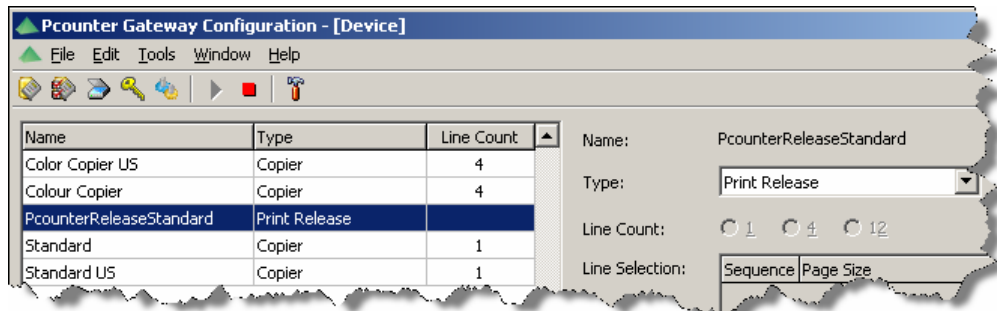 Pcounter Gateway Configuration - [Device]
File Edit Tools Window Help
Name Type Line Count
Color Copier US Copier 4
Colour Copier Copier 4
PcounterReleaseStandard Print Release
Standard Copier 1
Standard US Copier 1
Name: PcounterReleaseStandard
Type: Print Release
Line Count: 1 4 12
Line Selection: Sequence Page Size